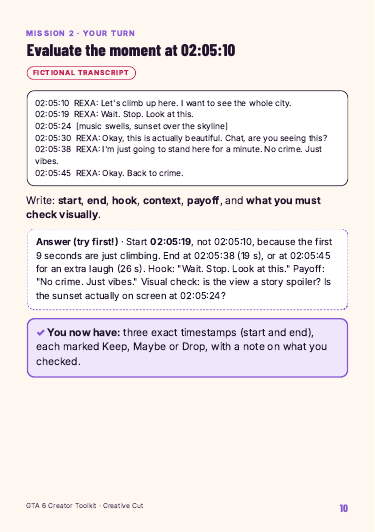 MISSION 2 · YOUR TURN
Evaluate the moment at 02:05:10
FICTIONAL TRANSCRIPT
02:05:10 REXA: Let's climb up here. I want to see the whole city.
02:05:19 REXA: Wait. Stop. Look at this.
02:05:24 [music swells, sunset over the skyline]
02:05:30 REXA: Okay, this is actually beautiful. Chat, are you seeing this?
02:05:38 REXA: I'm just going to stand here for a minute. No crime. Just
vibes.
02:05:45 REXA: Okay. Back to crime.
Write: start, end, hook, context, payoff, and what you must
check visually.
Answer (try first!) · Start 02:05:19, not 02:05:10, because the first
9 seconds are just climbing. End at 02:05:38 (19 s), or at 02:05:45
for an extra laugh (26 s). Hook: "Wait. Stop. Look at this." Payoff:
"No crime. Just vibes." Visual check: is the view a story spoiler? Is
the sunset actually on screen at 02:05:24?
✔ You now have: three exact timestamps (start and end),
each marked Keep, Maybe or Drop, with a note on what you
checked.
GTA 6 Creator Toolkit · Creative Cut
10